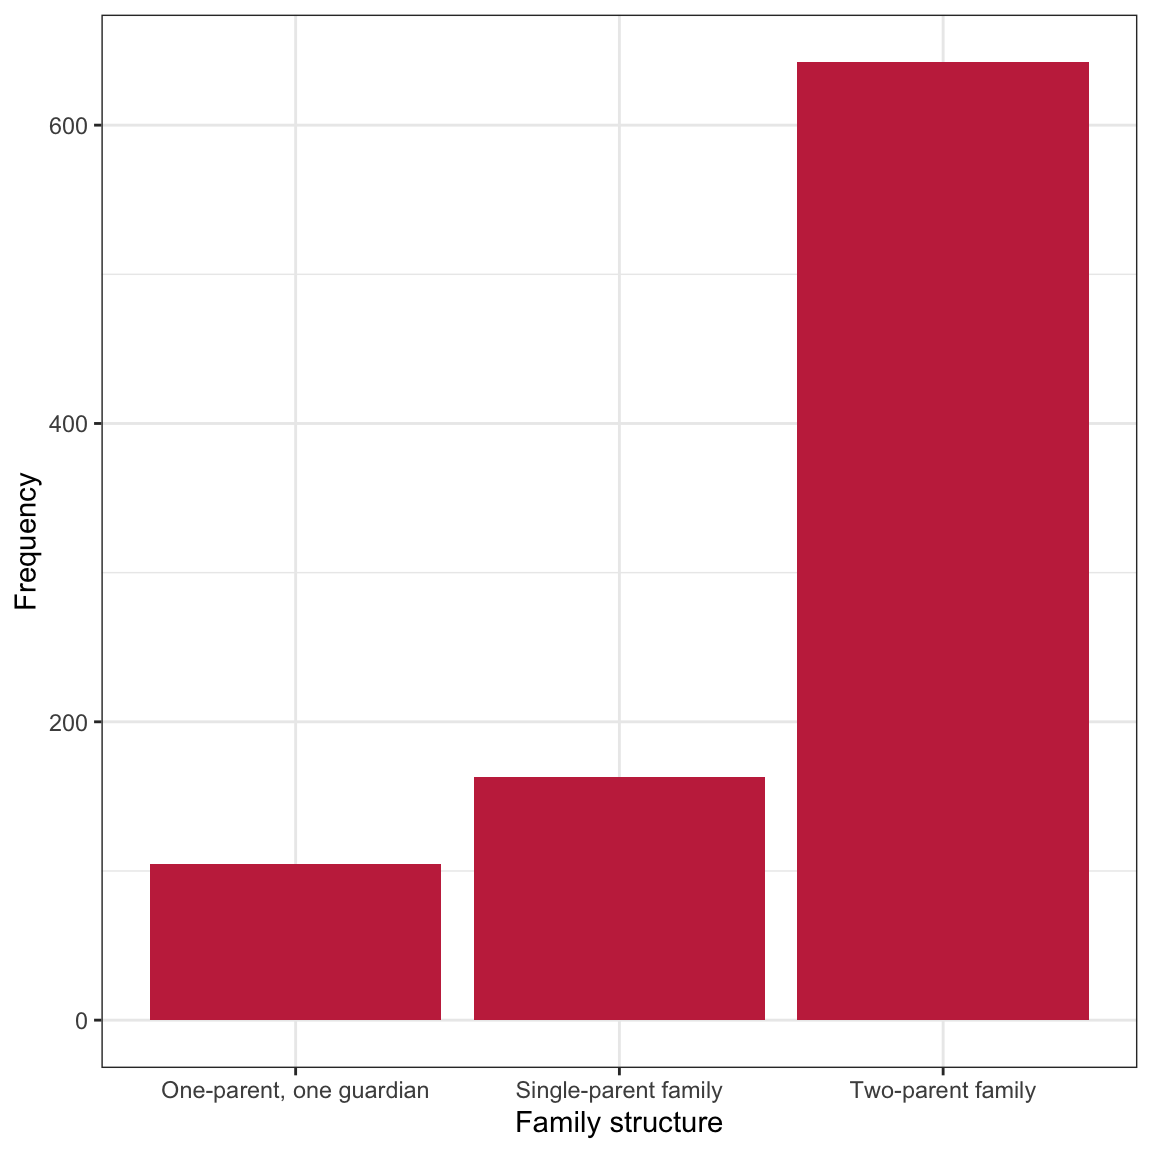 Frequency
600
400
200
0
One-parent, one guardian
Single-parent family
Two-parent family
Family structure